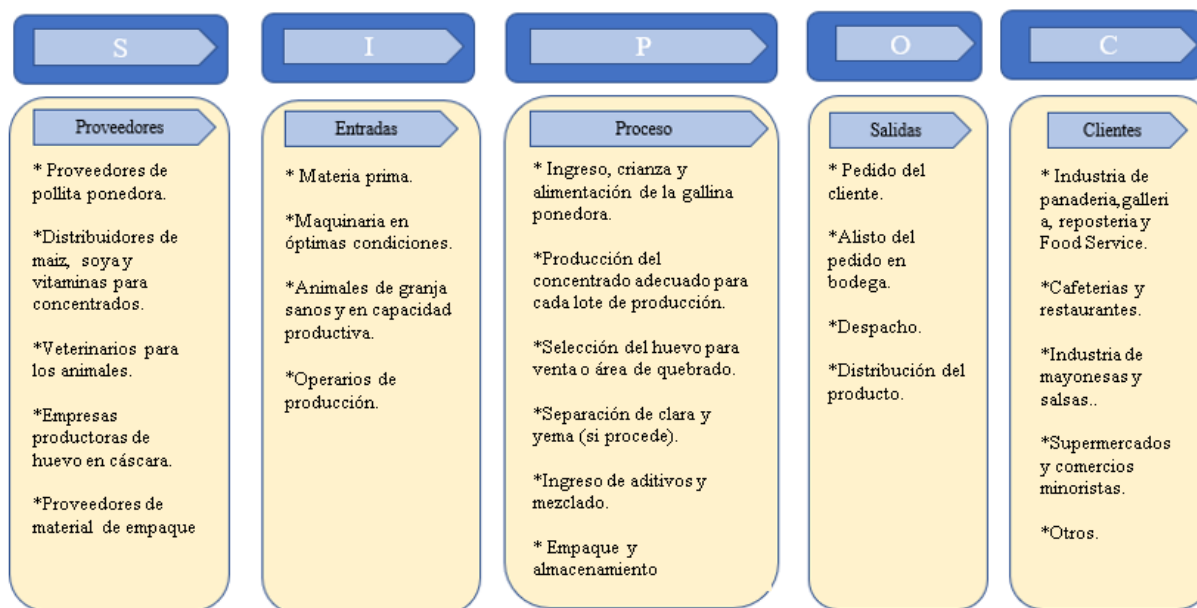 S
I
P
O
C
Proveedores
* Proveedores de
pollita ponedora.
*Distribuidores de
maiz, soya y
vitaminas para
concentrados.
*Veterinarios para
los animales.
*Empresas
productoras de
huevo en cáscara.
*Proveedores de
material de empaque
Entradas
* Materia prima.
*Maquinaria en
óptimas condiciones.
*Animales de granja
sanos y en capacidad
productiva.
*Operarios de
producción.
Proceso
* Ingreso, crianza y
alimentación de la gallina
ponedora.
*Producción del
concentrado adecuado para
cada lote de producción.
*Selección del huevo para
venta o área de quebrado.
*Separación de clara y
yema (si procede).
*Ingreso de aditivos y
mezclado.
* Empaque y
almacenamiento
Salidas
* Pedido del
cliente.
*Alisto del
pedido en
bodega.
*Despacho.
*Distribución del
producto.
Clientes
* Industria de
panaderia,galleri
a, reposteria y
Food Service.
*Cafeterias y
restaurantes.
*Industria de
mayonesas y
salsas..
*Supermercados
y comercios
minoristas.
*Otros.